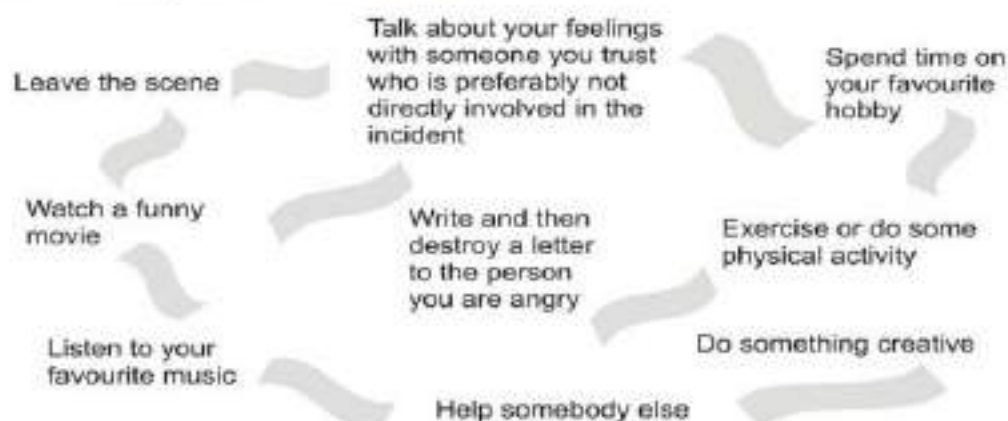 Leave the scene
Talk about your feelings
with someone you trust
who is preferably not
directly involved in the
incident
Spend time on
your favourite
hobby
Watch a funny
movie
Write and then
destroy a letter
to the person
you are angry
Exercise or do some
physical activity
Listen to your
favourite music
Do something creative
Help somebody else